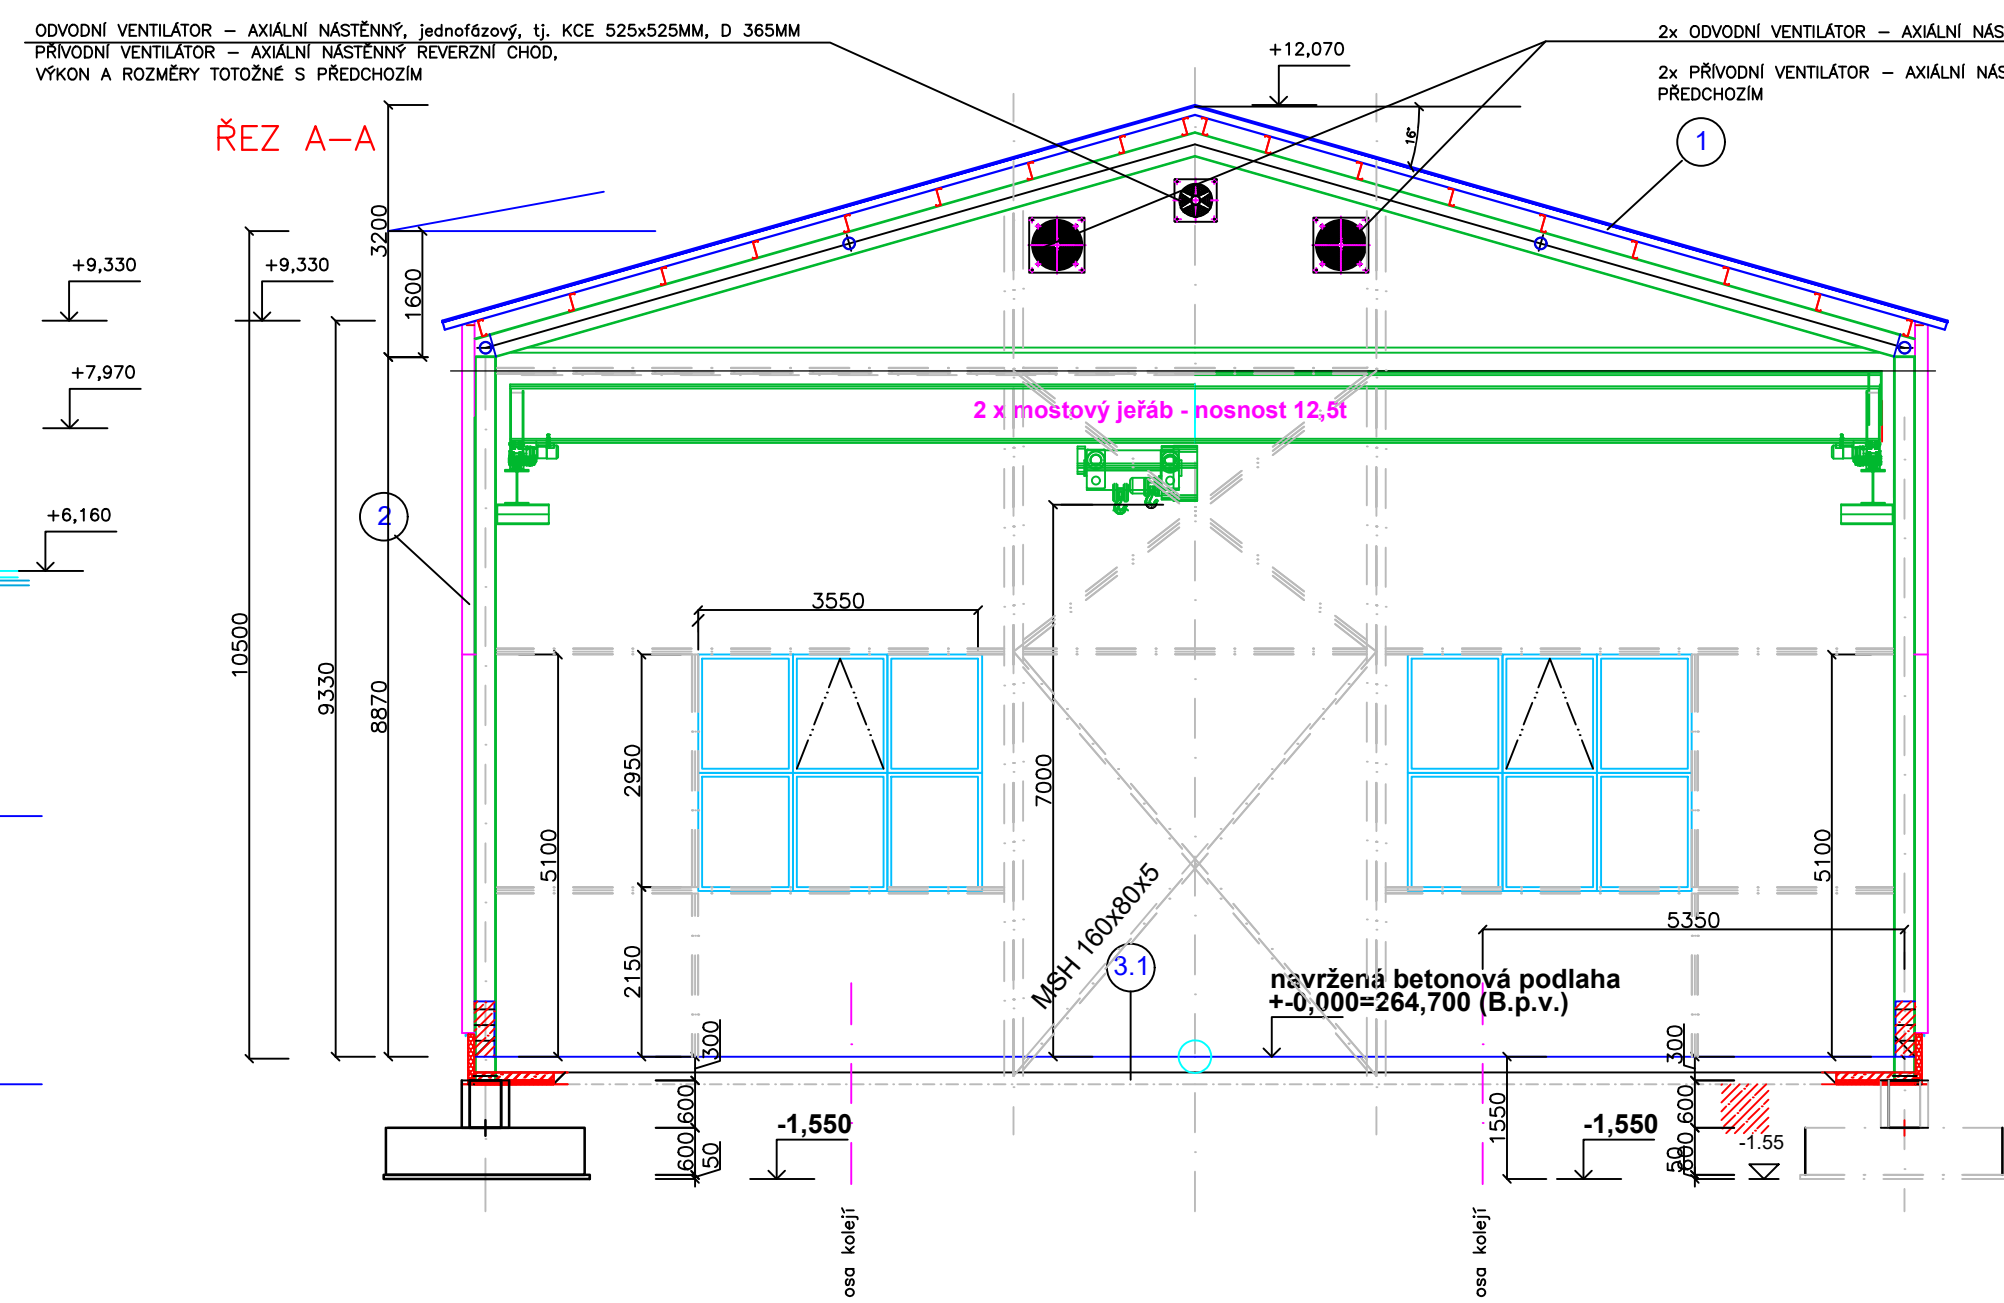 ODVODNÍ VENTILÁTOR – AXIÁLNÍ NÁSTĚNNÝ, jednofázový, tj. KCE 525x525MM, D 365MM
PŘÍVODNÍ VENTILÁTOR – AXIÁLNÍ NÁSTĚNNÝ REVERZNÍ CHOD,
VÝKON A ROZMĚRY TOTOŽNÉ S PŘEDCHOZÍM
2x ODVODNÍ VENTILÁTOR – AXIÁLNÍ NÁS
2x PŘÍVODNÍ VENTILÁTOR – AXIÁLNÍ NÁS
PŘEDCHOZÍM
+12,070
ŘEZ A–A
16°
1
3200
1600
+9,330
+9,330
+7,970
2 x mostový jeřáb - nosnost 12,5t
2
+6,160
3550
10500
9330
8870
2950
7000
5100
5100
5350
2150
MSH 160x80x5
3.1
navržená betonová podlaha
+-0,000=264,700 (B.p.v.)
300
300
600
600
50
-1,550
1550
-1,550
600
600
50
-1.55
osa kolejí
osa kolejí